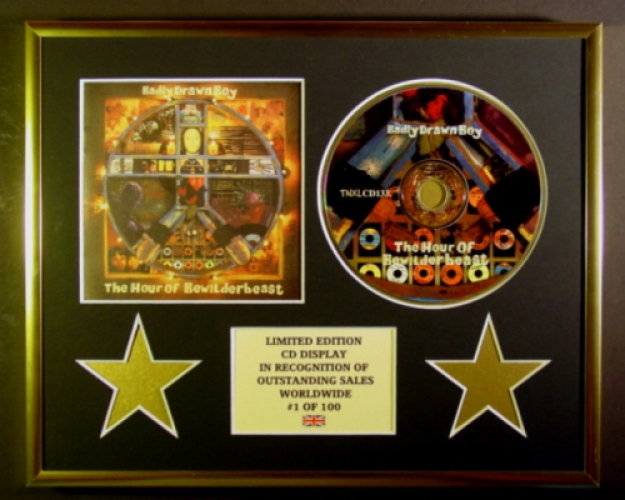 Badly Drawn Boy
The Hour Of Bewilderbeast
Badly Drawn Boy
TNXLCD133
The Hour Of
Bewilderbeast
LIMITED EDITION
CD DISPLAY
IN RECOGNITION OF
OUTSTANDING SALES
WORLDWIDE
#1 OF 100